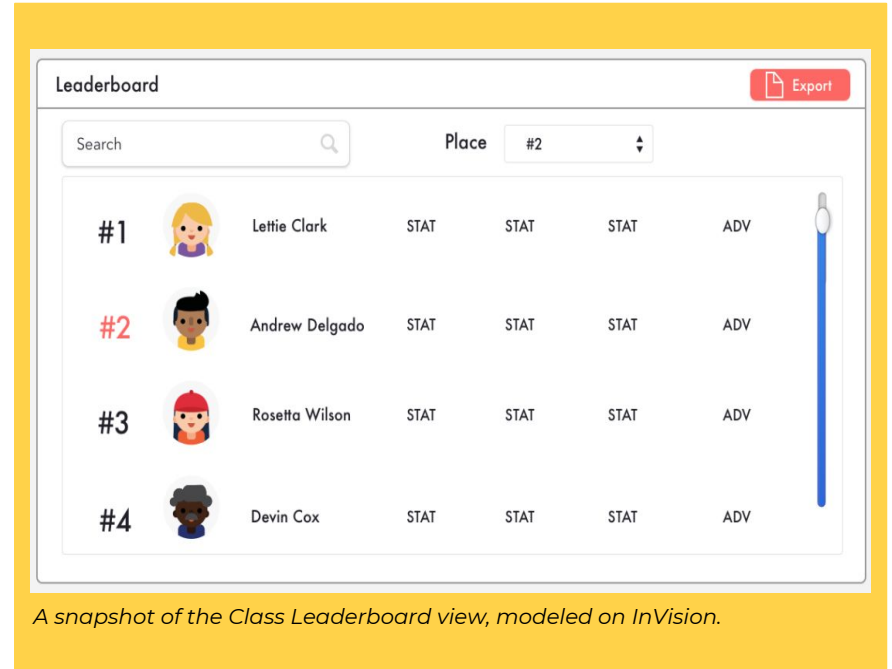 Leaderboard Export
Search Place #2
#1 Lettie Clark STAT STAT STAT ADV
#2 Andrew Delgado STAT STAT STAT ADV
#3 Rosetta Wilson STAT STAT STAT ADV
#4 Devin Cox STAT STAT STAT ADV
A snapshot of the Class Leaderboard view, modeled on InVision.